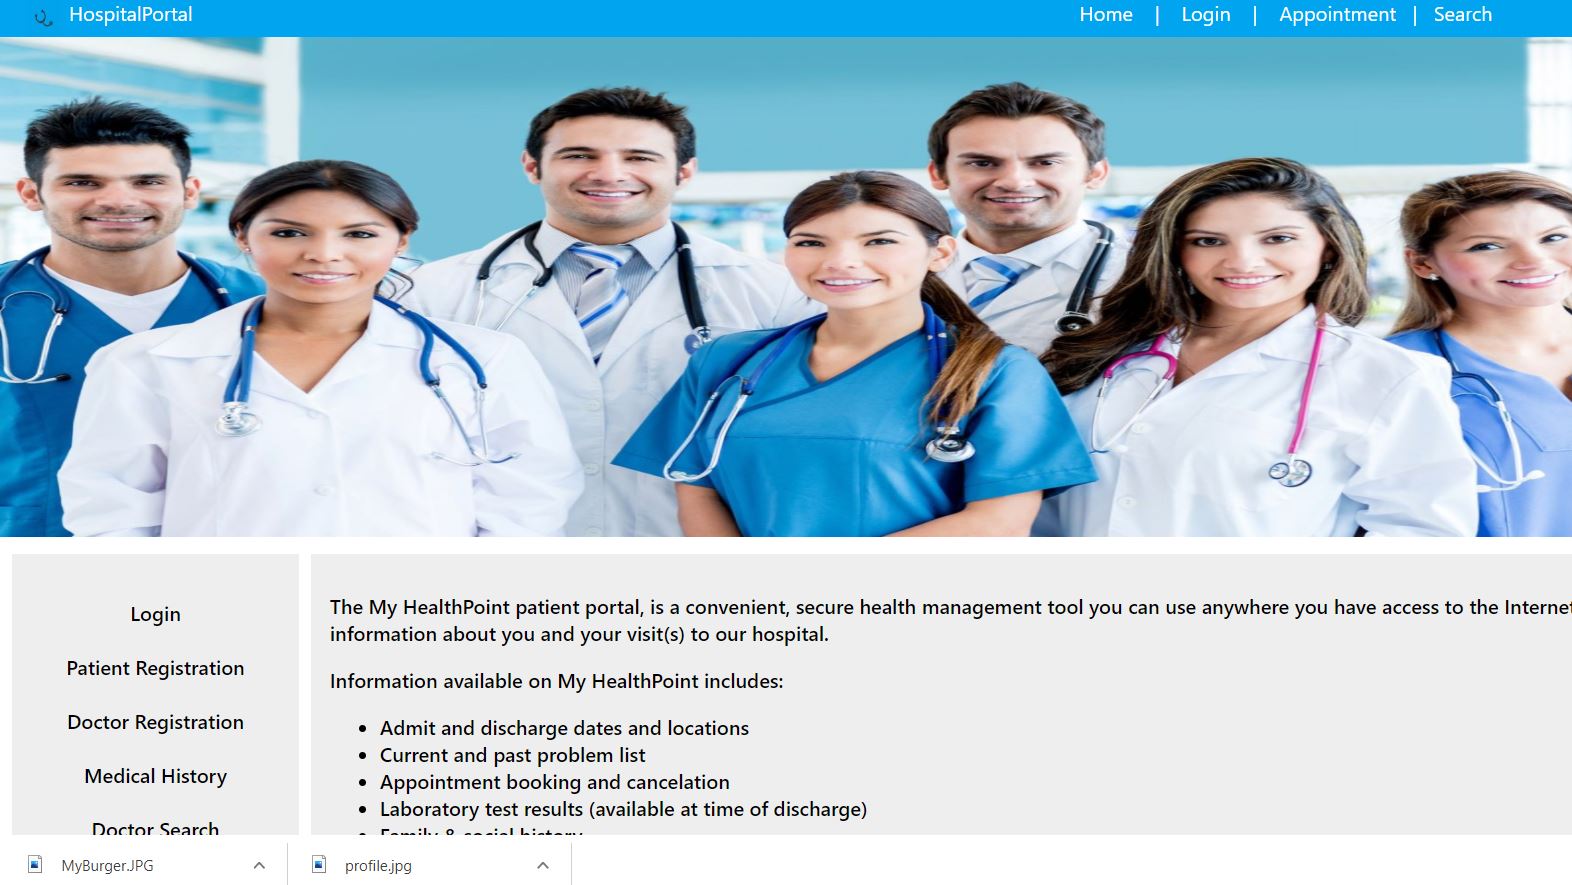 HospitalPortal
Home | Login | Appointment | Search
Login
Patient Registration
Doctor Registration
Medical History
Doctor Search
The My HealthPoint patient portal, is a convenient, secure health management tool you can use anywhere you have access to the Internet
information about you and your visit(s) to our hospital.
Information available on My HealthPoint includes:
• Admit and discharge dates and locations
• Current and past problem list
• Appointment booking and cancelation
• Laboratory test results (available at time of discharge)
• Family & social history
MyBurger.JPG
profile.jpg